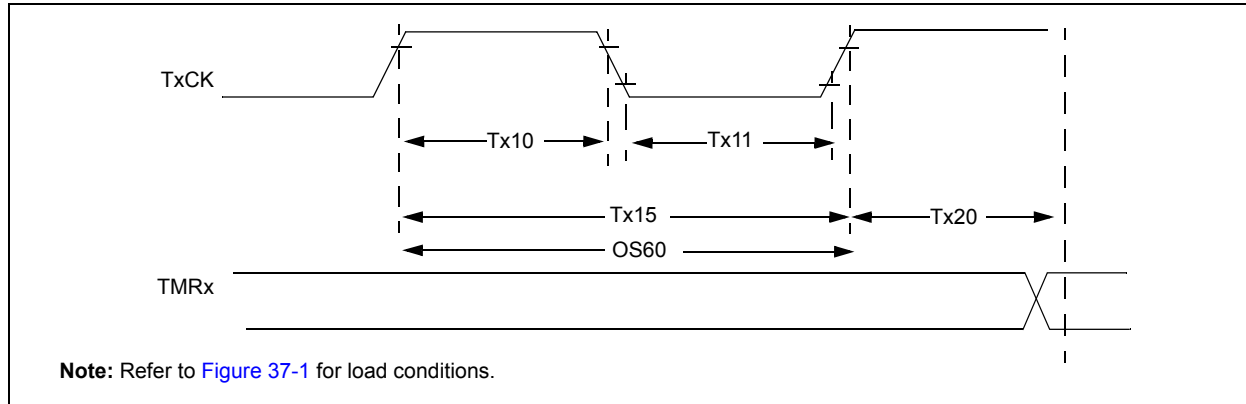 TxCK
Tx10
Tx11
Tx15
Tx20
OS60
TMRx
Note: Refer to Figure 37-1 for load conditions.